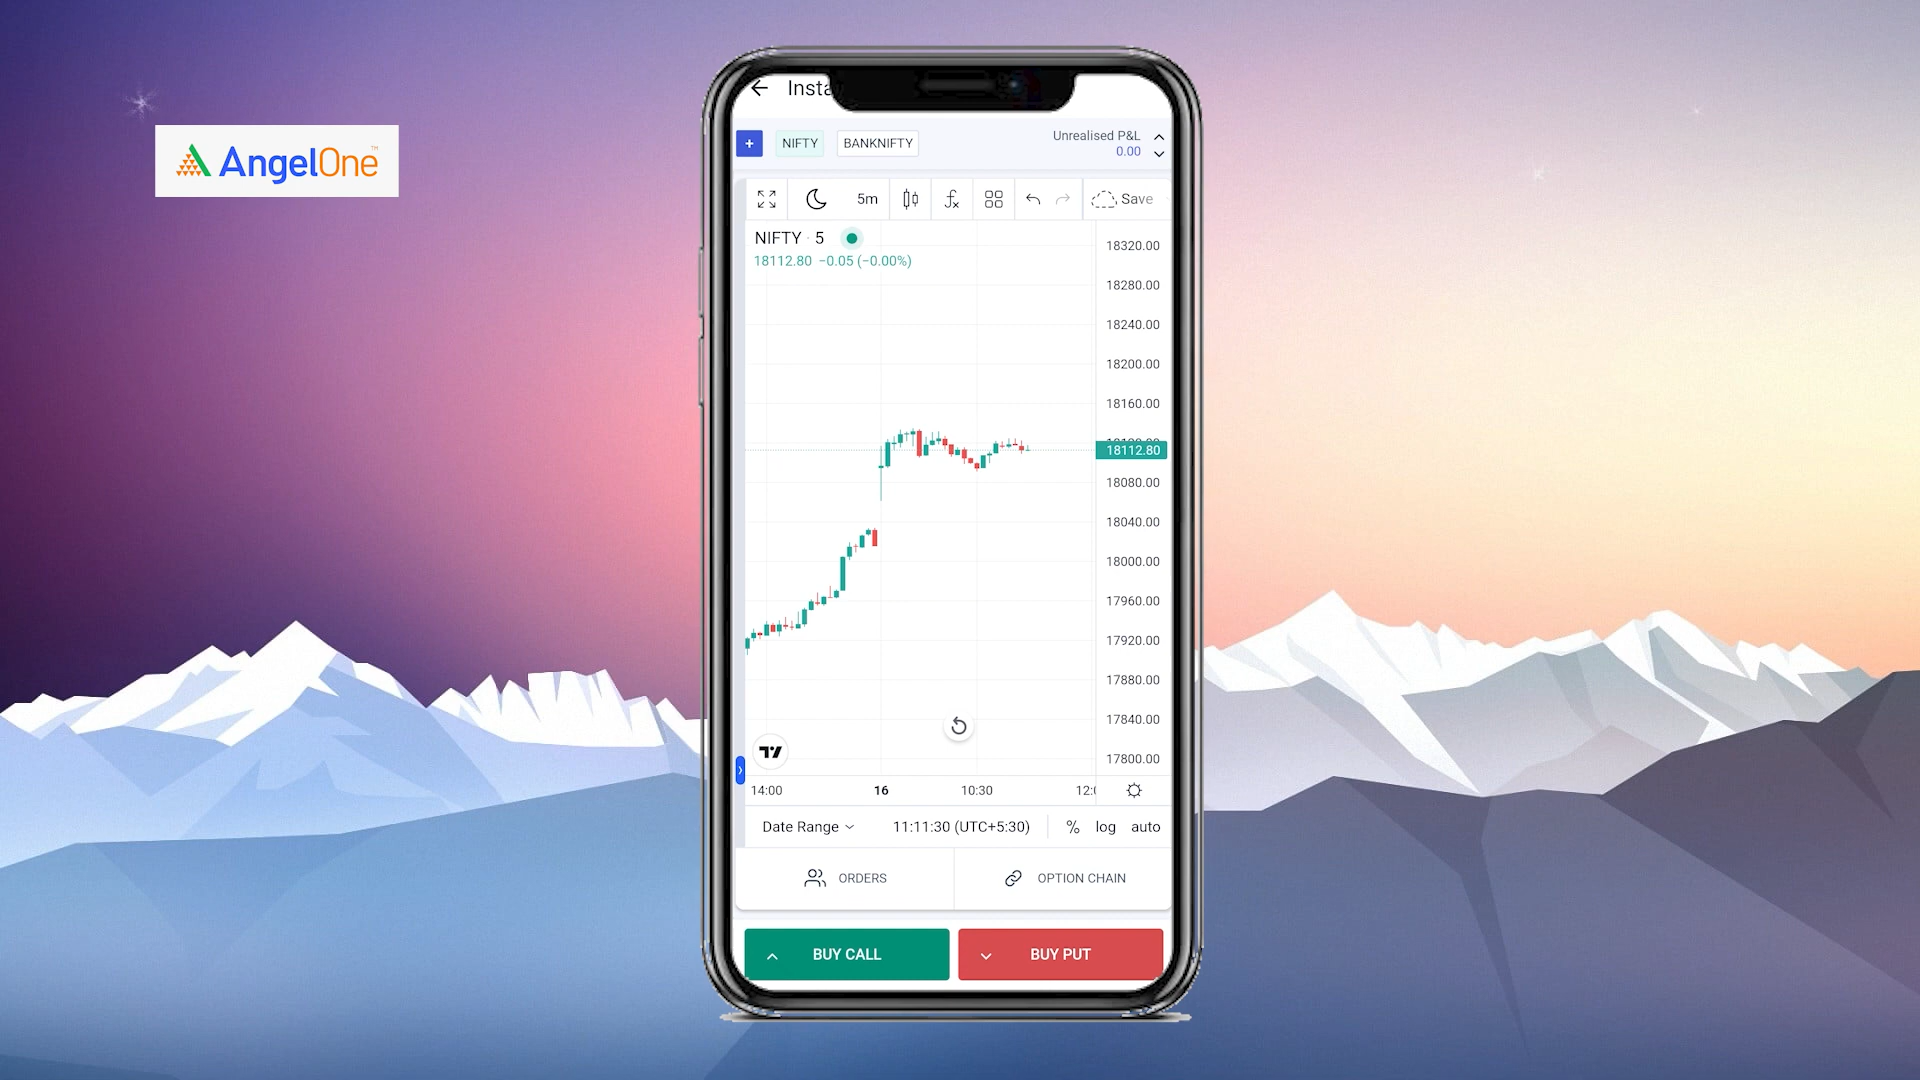 AngelOne™
Insta
+ NIFTY BANKNIFTY Unrealised P&L
0.00
5m Save
NIFTY · 5
18112.80 −0.05 (−0.00%)
18320.00
18280.00
18240.00
18200.00
18160.00
18112.80
18080.00
18040.00
18000.00
17960.00
17920.00
17880.00
17840.00
17800.00
14:00 16 10:30 12:
Date Range 11:11:30 (UTC+5:30) % log auto
ORDERS OPTION CHAIN
BUY CALL BUY PUT